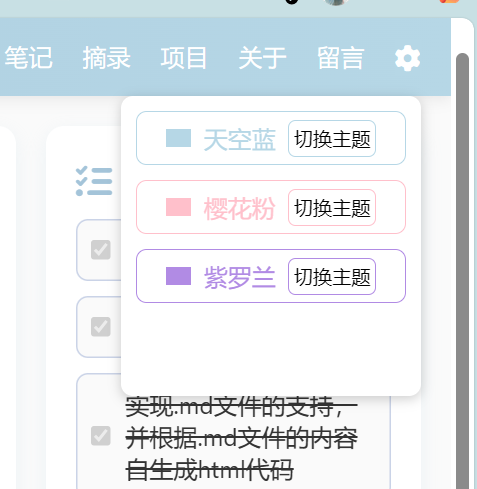 笔记 摘录 项目 关于 留言
天空蓝 切换主题
樱花粉 切换主题
紫罗兰 切换主题
实现.md文件的支持，
并根据.md文件的内容
自生成html代码